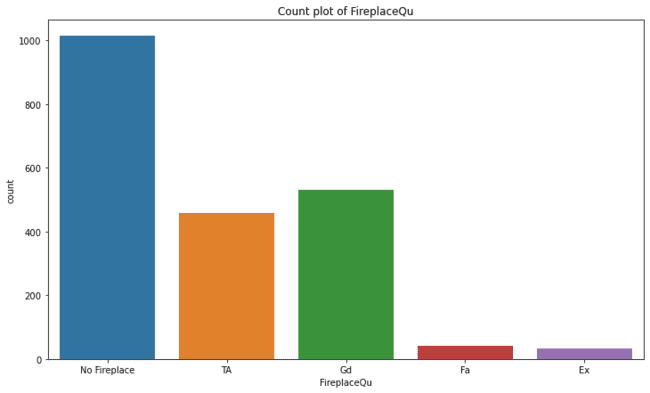 Count plot of FireplaceQu
1000
800
600
400
200
0
count
No Fireplace TA Gd Fa Ex
FireplaceQu